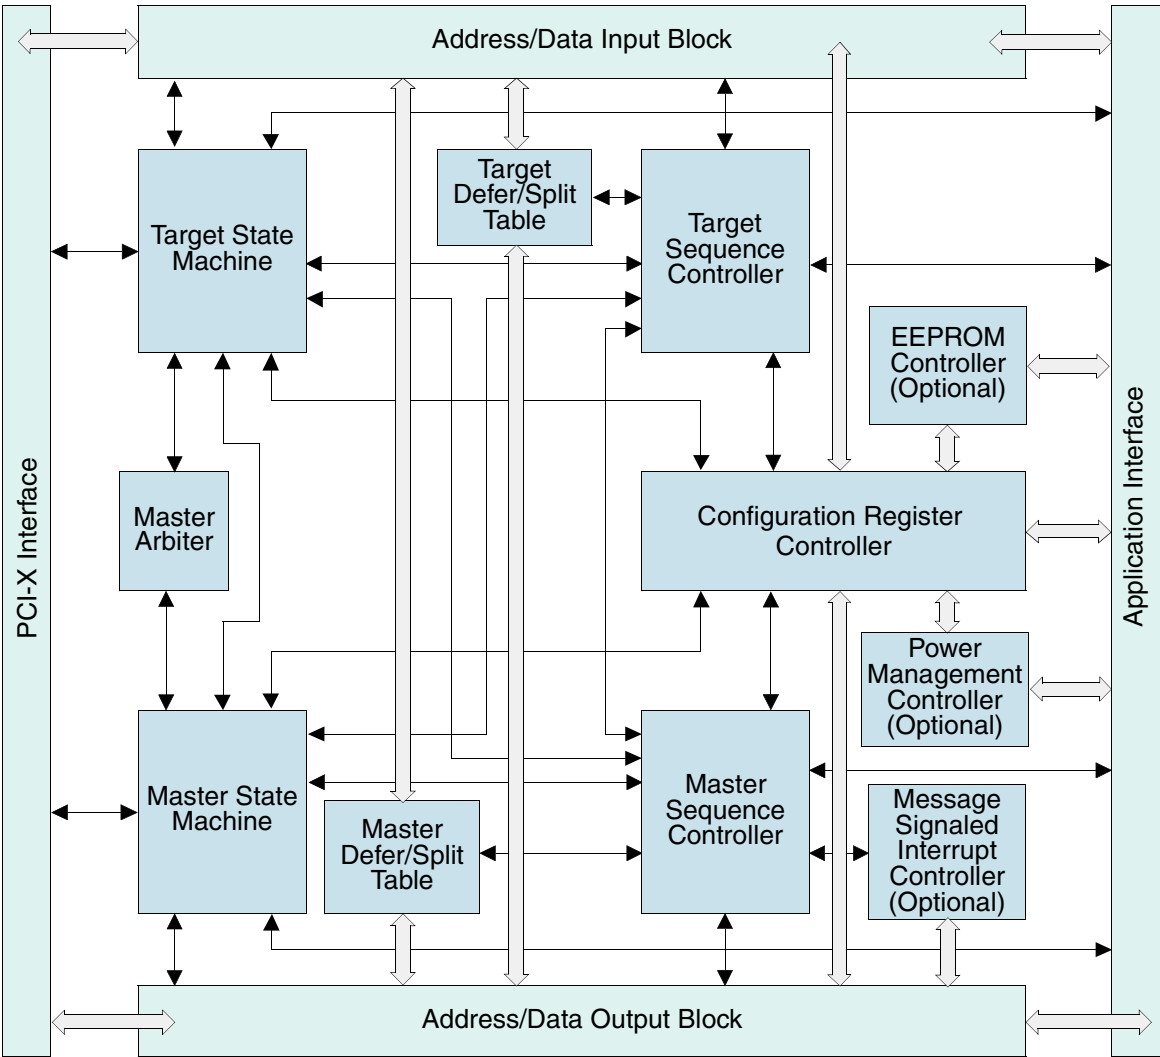 Address/Data Input Block
Target State
Machine
Target
Defer/Split
Table
Target
Sequence
Controller
EEPROM
Controller
(Optional)
PCI-X Interface
Application Interface
Master
Arbiter
Configuration Register
Controller
Power
Management
Controller
(Optional)
Master State
Machine
Master
Defer/Split
Table
Master
Sequence
Controller
Message
Signaled
Interrupt
Controller
(Optional)
Address/Data Output Block